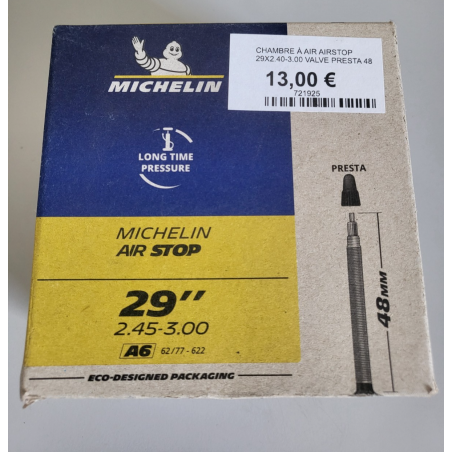 MICHELIN
CHAMBRE À AIR AIRSTOP
29X2.40-3.00 VALVE PRESTA 48
13,00 €
721925
LONG TIME
PRESSURE
PRESTA
MICHELIN
AIR STOP
29"
2.45-3.00
A6 62/77-622
48MM
ECO-DESIGNED PACKAGING